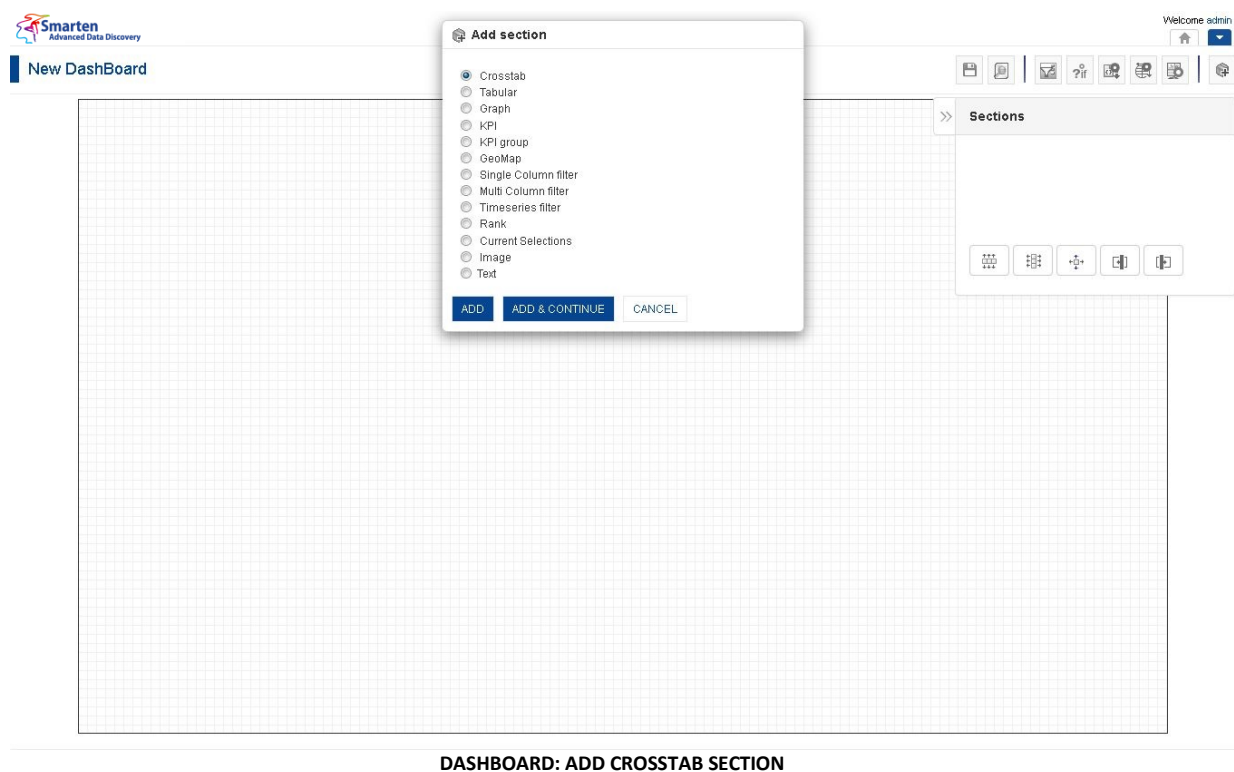 Smarten
Advanced Data Discovery
Welcome admin
New DashBoard
?if
Add section
Crosstab
Tabular
Graph
KPI
KPI group
GeoMap
Single Column filter
Multi Column filter
Timeseries filter
Rank
Current Selections
Image
Text
ADD
ADD & CONTINUE
CANCEL
Sections
DASHBOARD: ADD CROSSTAB SECTION